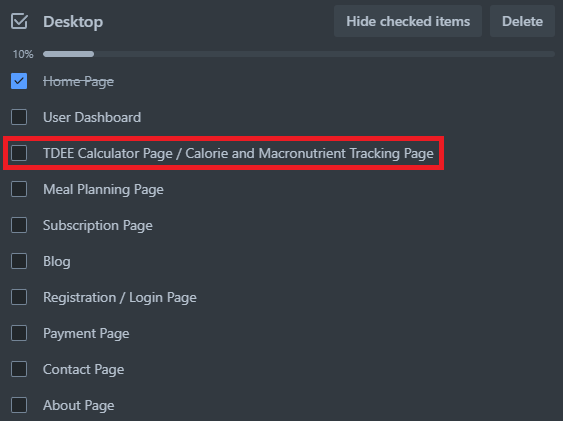 Desktop
Hide checked items
Delete
10%
Home Page
User Dashboard
TDEE Calculator Page / Calorie and Macronutrient Tracking Page
Meal Planning Page
Subscription Page
Blog
Registration / Login Page
Payment Page
Contact Page
About Page